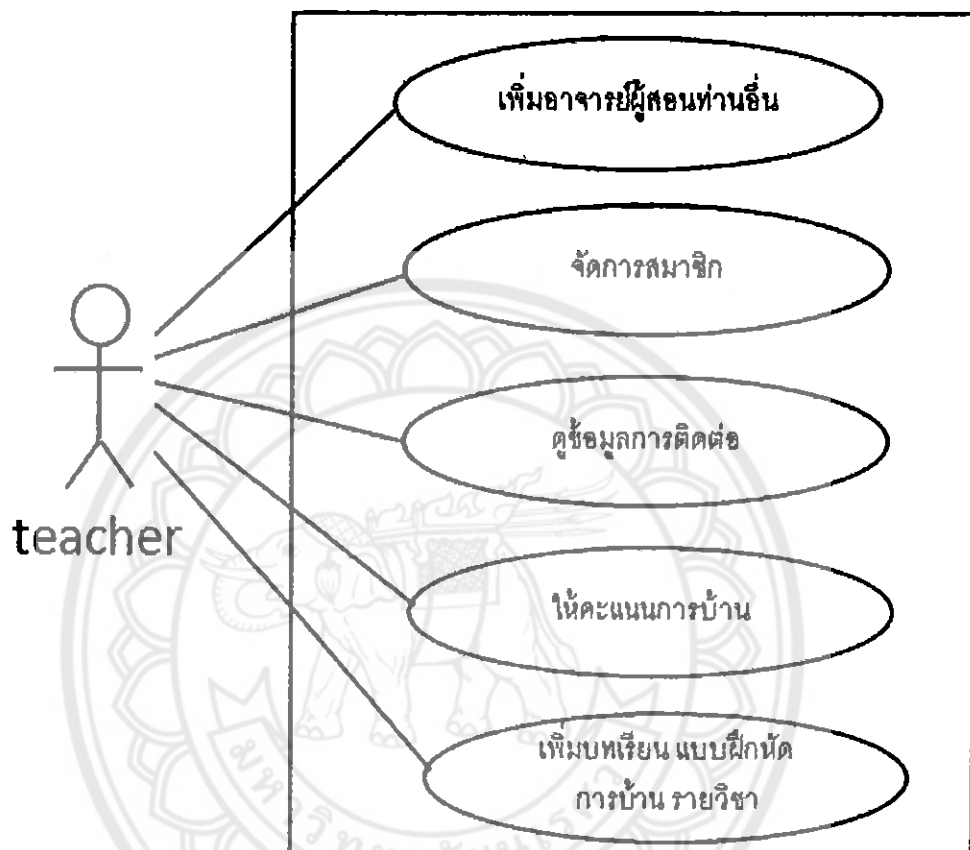 เพิ่มอาจารย์ผู้สอนท่านอื่น
จัดการสมาชิก
ดูข้อมูลการติดต่อ
teacher
ให้คะแนนการบ้าน
เพิ่มบทเรียน แบบฝึกหัด
การบ้าน รายวิชา